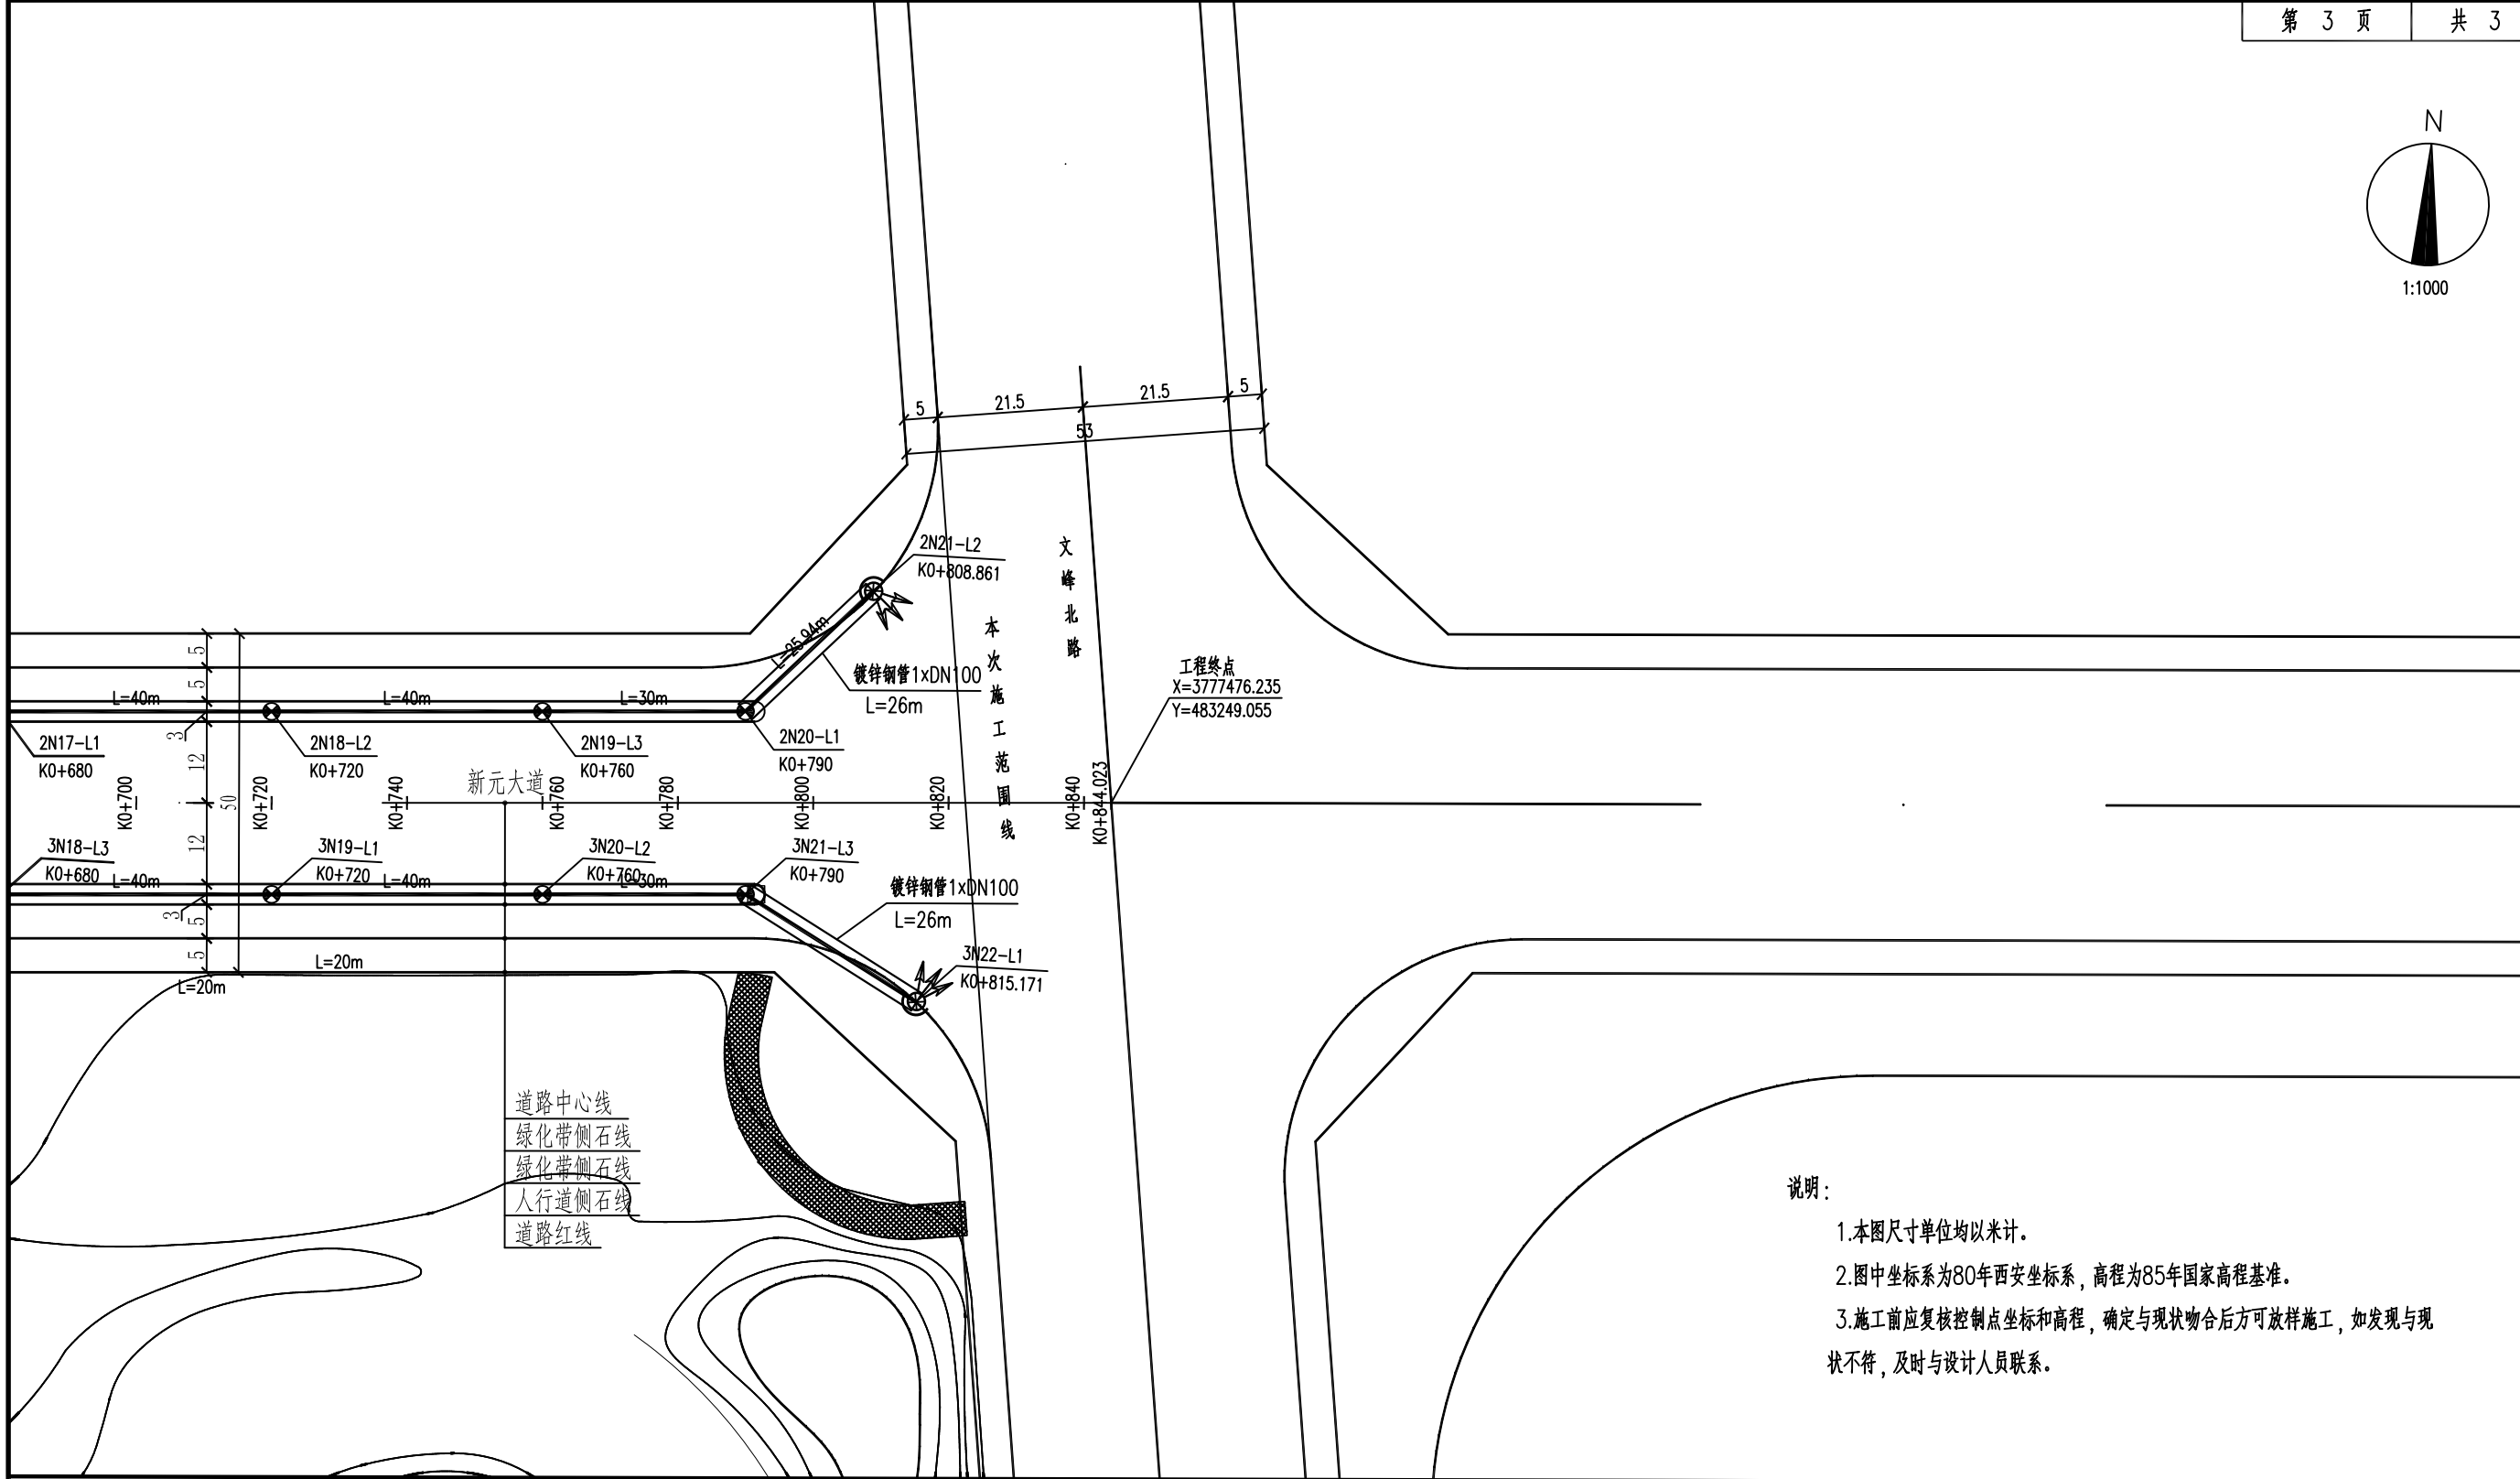 第 3 页 共 3
N
1:1000
5 21.5 21.5 5
53
2N21-L2
K0+808.861
文峰北路
本次施工范围线
L=25.94m
镀锌钢管1xDN100
L=26m
工程终点
X=3777476.235
Y=483249.055
5
5
3
12
50
12
3
5
5
L=40m L=40m L=30m
2N17-L1
K0+680
2N18-L2
K0+720
2N19-L3
K0+760
2N20-L1
K0+790
新元大道
K0+700 K0+720 K0+740 K0+760 K0+780 K0+800 K0+820 K0+840 K0+844.023
3N18-L3
K0+680
3N19-L1
K0+720
3N20-L2
K0+760
3N21-L3
K0+790
L=40m L=40m L=30m
镀锌钢管1xDN100
L=26m
3N22-L1
K0+815.171
L=20m
L=20m
道路中心线
绿化带侧石线
绿化带侧石线
人行道侧石线
道路红线
说明：
1.本图尺寸单位均以米计。
2.图中坐标系为80年西安坐标系，高程为85年国家高程基准。
3.施工前应复核控制点坐标和高程，确定与现状吻合后方可放样施工，如发现与现
状不符，及时与设计人员联系。